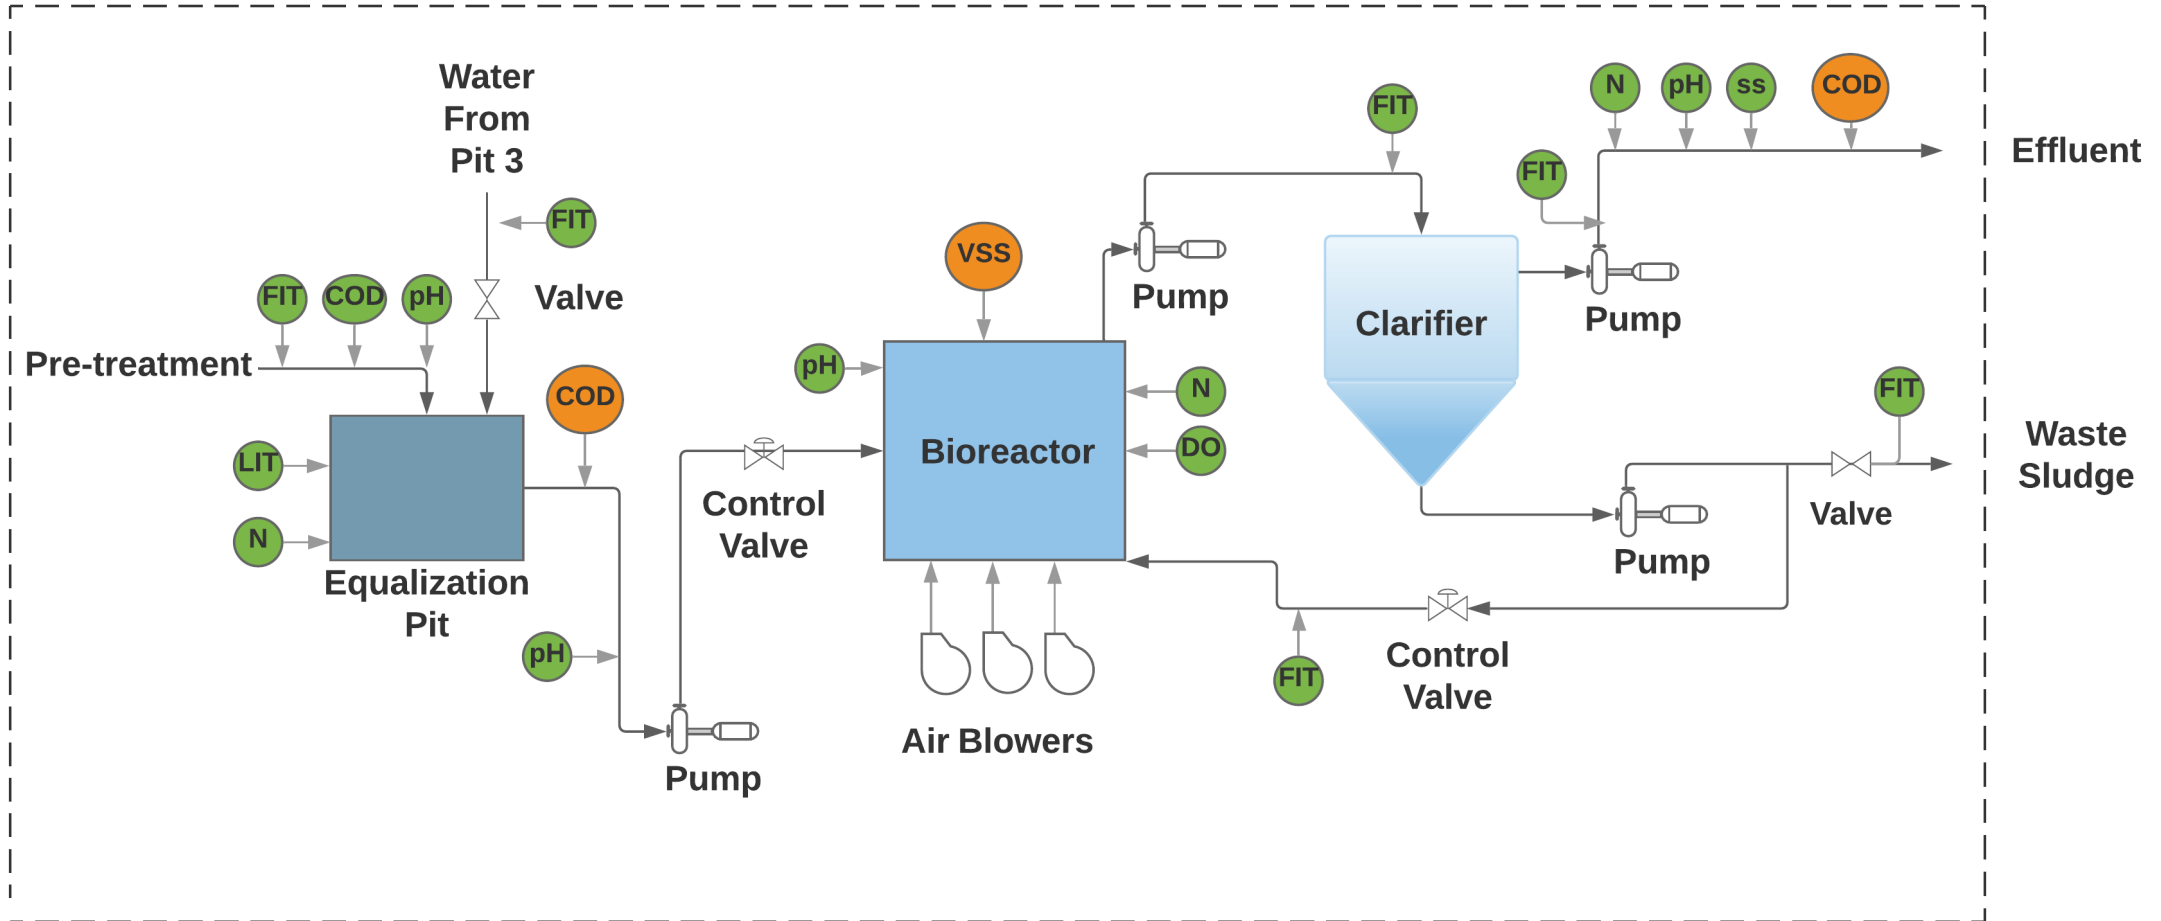 Water
From
Pit 3
FIT
Valve
FIT
COD
pH
Pre-treatment
COD
LIT
N
Equalization
Pit
pH
Pump
Control
Valve
VSS
pH
Bioreactor
N
DO
Air Blowers
Pump
FIT
Clarifier
FIT
Pump
N
pH
ss
COD
Effluent
FIT
Valve
Waste
Sludge
Pump
Control
Valve
FIT